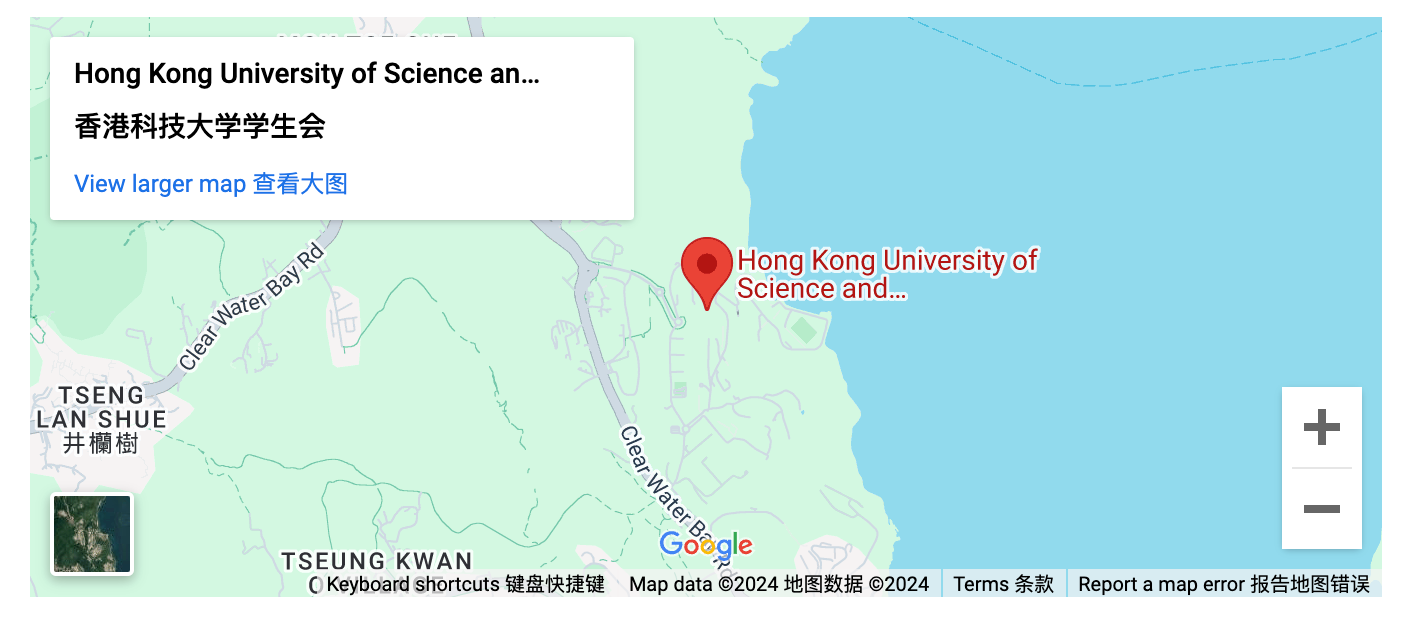 Hong Kong University of Science an...
香港科技大学学生会
View larger map 查看大图
Clear Water Bay Rd
Hong Kong University of
Science and...
TSENG
LAN SHUE
井欄樹
Clear Water Ba Rd
Google
TSEUNG KWAN
Keyboard shortcuts 键盘快捷键
Map data ©2024 地图数据 ©2024
Terms 条款
Report a map error 报告地图错误